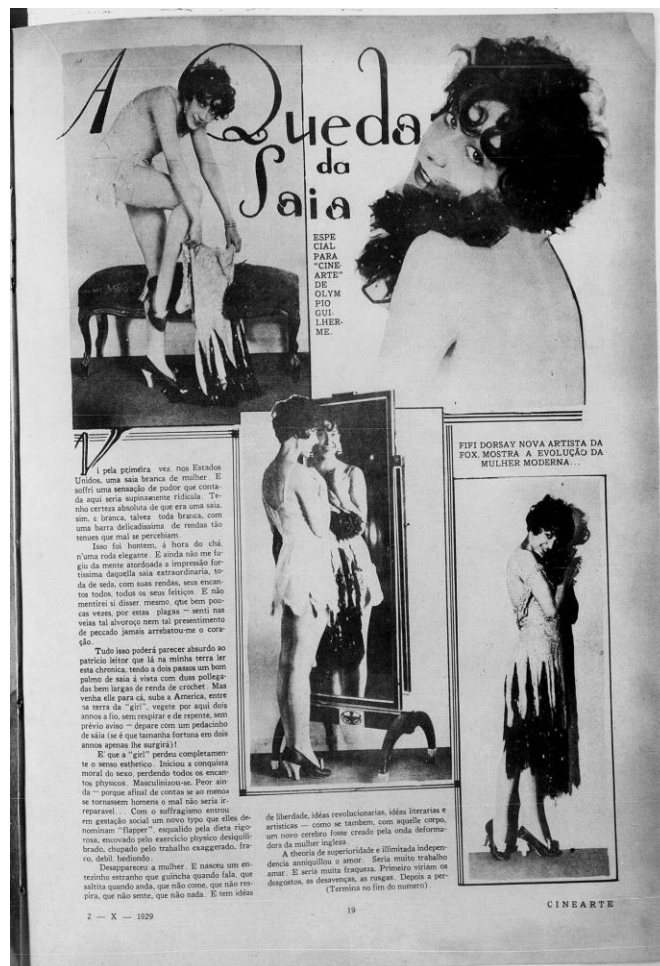 A Queda
da
Saia
ESPE
CIAL
PARA
"CINE-
ARTE"
DE
OLYM
PIO
GUI-
LHER-
ME.
FIFI DORSAY NOVA ARTISTA DA
FOX, MOSTRA A EVOLUÇÃO DA
MULHER MODERNA...
Vi pela primeira vez, nos Estados
Unidos, uma saia branca de mulher. E
soffri uma sensação de pudor que conta-
da aqui seria supinamente ridicula. Te-
nho certeza absoluta de que era uma saia,
sim, e branca, talvez toda branca, com
uma barra delicadissima de rendas tão
tenues que mal se percebiam.
Isso foi hontem, á hora do chá,
n'uma roda elegante. E ainda não me fu-
giu da mente atordoada a impressão for-
tissima daquella saia extraordinaria, to-
da de seda, com suas rendas, seus encan-
tos todos, todos os seus feitiços. E não
mentirei si disser, mesmo, que bem pou-
cas vezes, por estas plagas — senti nas
veias tal alvoroço nem tal presentimento
de peccado jamais arrebatou-me o cora-
ção.
Tudo isso poderá parecer absurdo ao
patricio leitor que lá na minha terra ler
esta chronica, tendo a dois passos um bom
palmo de saia á vista com duas pollega-
das bem largas de renda de crochet. Mas
venha elle para cá, suba a America, entre
na terra da "girl", vegete por aqui dois
annos a fio, sem respirar e de repente, sem
prévio aviso — depare com um pedacinho
de sáia (se é que tamanha fortuna em dois
annos apenas lhe surgirá)!
E' que a "girl" perdeu completamen-
te o senso esthetico. Iniciou a conquista
moral do sexo, perdendo todos os encan-
tos physicos. Masculinizou-se. Peor ain-
da — porque afinal de contas se ao menos
se tornassem homens o mal não seria ir-
reparavel... Com o suffragismo entrou
em gestação social um novo typo que elles de-
nominam "flapper", esqualido pela dieta rigo-
rosa, encovado pelo exercicio physico desequili-
brado, chupado pelo trabalho exaggerado, fra-
co, debil, hediondo.
Desappareceu a mulher. E nasceu um en-
tezinho estranho que guincha quando fala, que
saltita quando anda, que não come, que não res-
pira, que não sente, que não nada. E tem idéas
de liberdade, idéas revolucionarias, idéas literarias e
artisticas — como se tambem, com aquelle corpo,
um novo cerebro fosse creado pela onda deforma-
dora da mulher ingleza.
A theoria de superioridade e illimitada indepen-
dencia anniquillou o amor. Seria muito trabalho
amar. E seria muita fraqueza. Primeiro viriam os
desgostos, as desavenças, as rusgas. Depois a per-
(Termina no fim do numero)
2 — X — 1929
19
CINEARTE